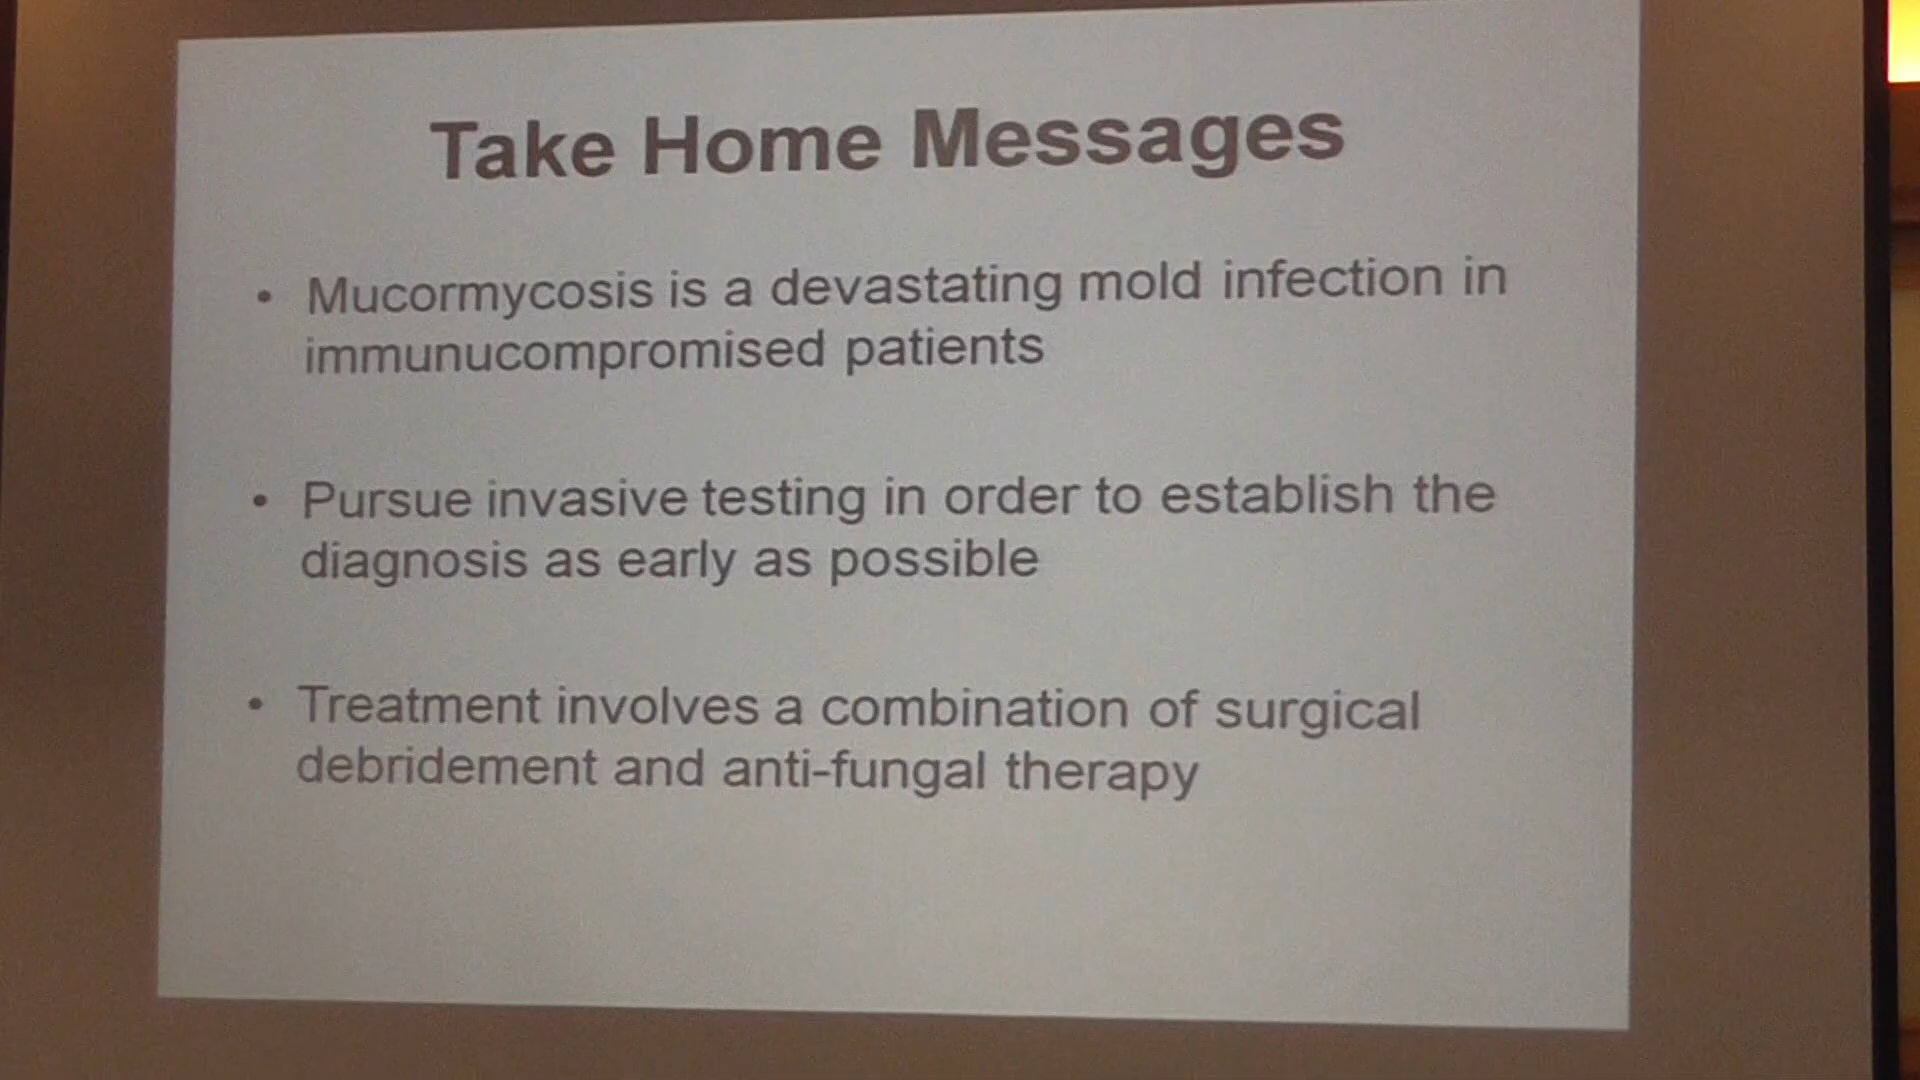 Take Home Messages
• Mucormycosis is a devastating mold infection in
immunucompromised patients
• Pursue invasive testing in order to establish the
diagnosis as early as possible
• Treatment involves a combination of surgical
debridement and anti-fungal therapy